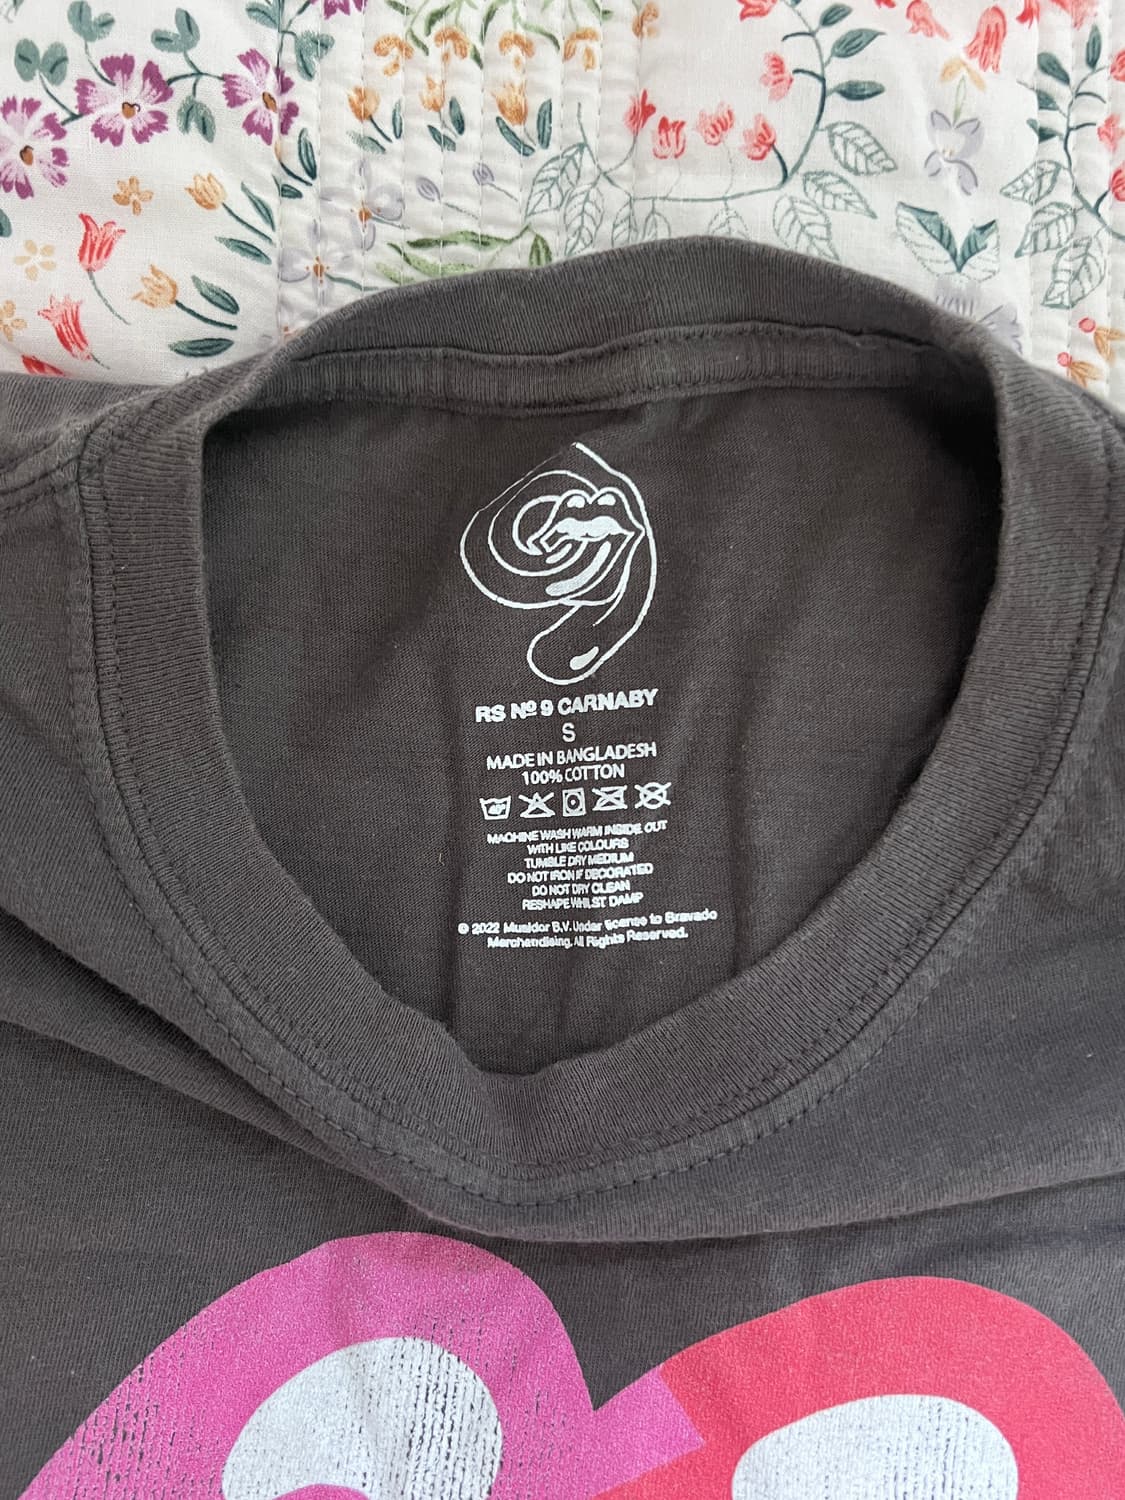 RS Nº 9 CARNABY
S
MADE IN BANGLADESH
100% COTTON
40°
MACHINE WASH WARM INSIDE OUT
WITH LIKE COLOURS
TUMBLE DRY MEDIUM
DO NOT IRON IF DECORATED
DO NOT DRY CLEAN
RESHAPE WHILST DAMP
© 2022 Musidor B.V. Under license to Bravado
Merchandising. All Rights Reserved.